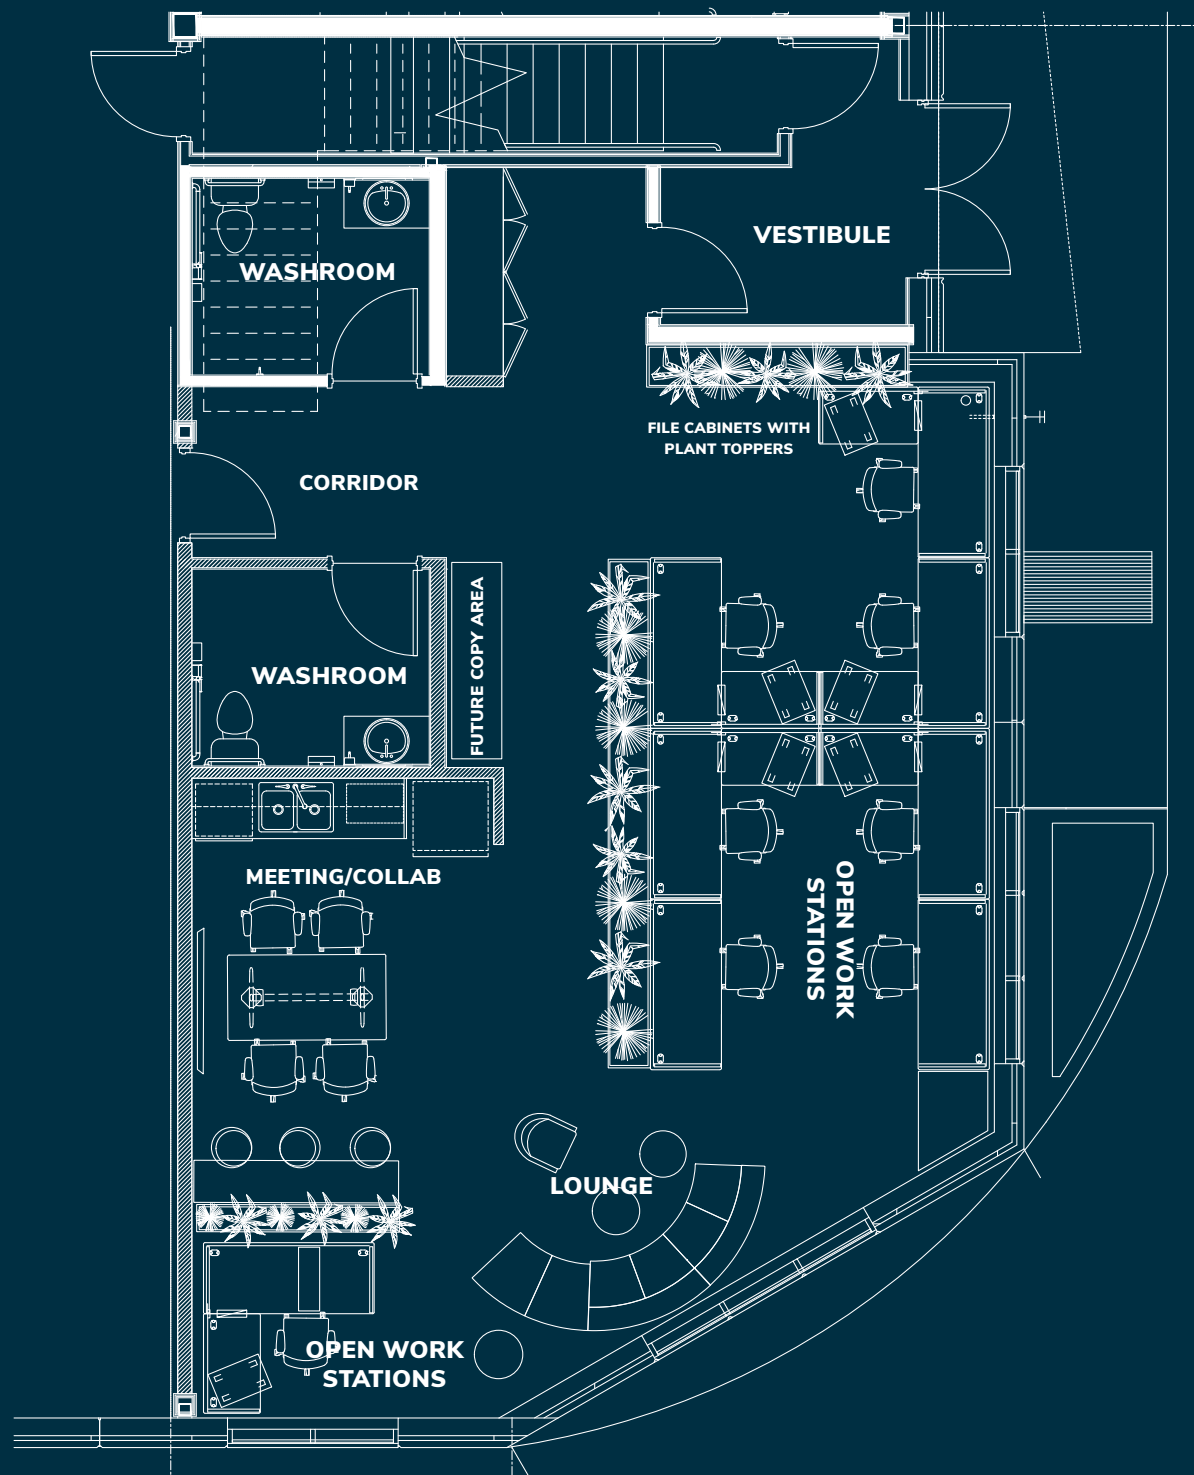 VESTIBULE
WASHROOM
FILE CABINETS WITH
PLANT TOPPERS
CORRIDOR
FUTURE COPY AREA
WASHROOM
MEETING/COLLAB
OPEN WORK
STATIONS
LOUNGE
OPEN WORK
STATIONS